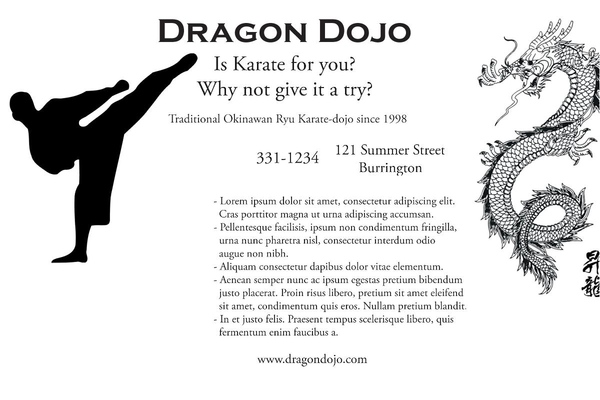 DRAGON DOJO
Is Karate for you?
Why not give it a try?
Traditional Okinawan Ryu Karate-dojo since 1998
331-1234
121 Summer Street
Burrington
- Lorem ipsum dolor sit amet, consectetur adipiscing elit.
Cras porttitor magna ut urna adipiscing accumsan.
- Pellentesque facilisis, ipsum non condimentum fringilla,
urna nunc pharetra nisl, consectetur interdum odio
augue non nibh.
- Aliquam consectetur dapibus dolor vitae elementum.
- Aenean semper nunc ac ipsum egestas pretium bibendum
justo placerat. Proin risus libero, pretium sit amet eleifend
sit amet, condimentum quis eros. Nullam pretium blandit.
- In et justo felis. Praesent tempus scelerisque libero, quis
fermentum enim faucibus a.
www.dragondojo.com
昇龍